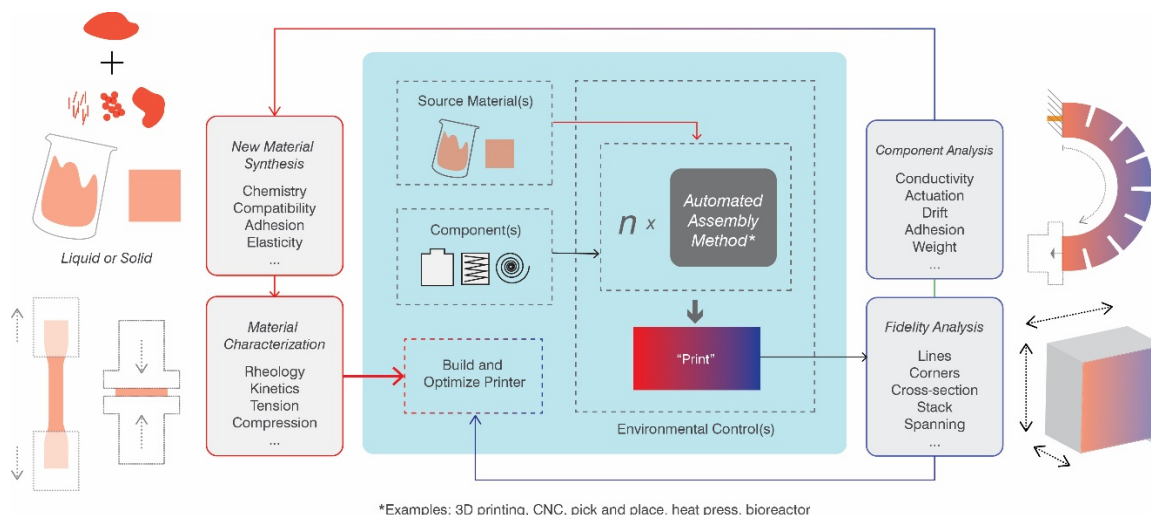 Liquid or Solid
New Material
Synthesis
Chemistry
Compatibility
Adhesion
Elasticity
...
Material
Characterization
Rheology
Kinetics
Tension
Compression
...
Source Material(s)
Component(s)
Build and
Optimize Printer
n x
Automated
Assembly
Method*
"Print"
Environmental Control(s)
Component Analysis
Conductivity
Actuation
Drift
Adhesion
Weight
...
Fidelity Analysis
Lines
Corners
Cross-section
Stack
Spanning
...
*Examples: 3D printing, CNC, pick and place, heat press, bioreactor